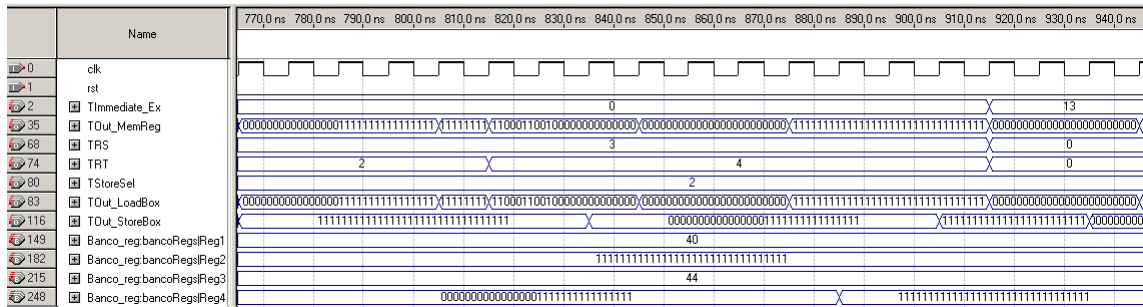 770,0 ns 780,0 ns 790,0 ns 800,0 ns 810,0 ns 820,0 ns 830,0 ns 840,0 ns 850,0 ns 860,0 ns 870,0 ns 880,0 ns 890,0 ns 900,0 ns 910,0 ns 920,0 ns 930,0 ns 940,0 ns
Name
0 clk
1 rst
2 TImmediate_Ex 0 13
35 TOut_MemReg
68 TRS 3 0
74 TRT 2 4 0
80 TStoreSel 2
83 TOut_LoadBox
116 TOut_StoreBox
149 Banco_reg:bancoRegs|Reg1 40
182 Banco_reg:bancoRegs|Reg2 11111111111111111111111111111111
215 Banco_reg:bancoRegs|Reg3 44
248 Banco_reg:bancoRegs|Reg4 00000000000000001111111111111111 11111111111111111111111111111111